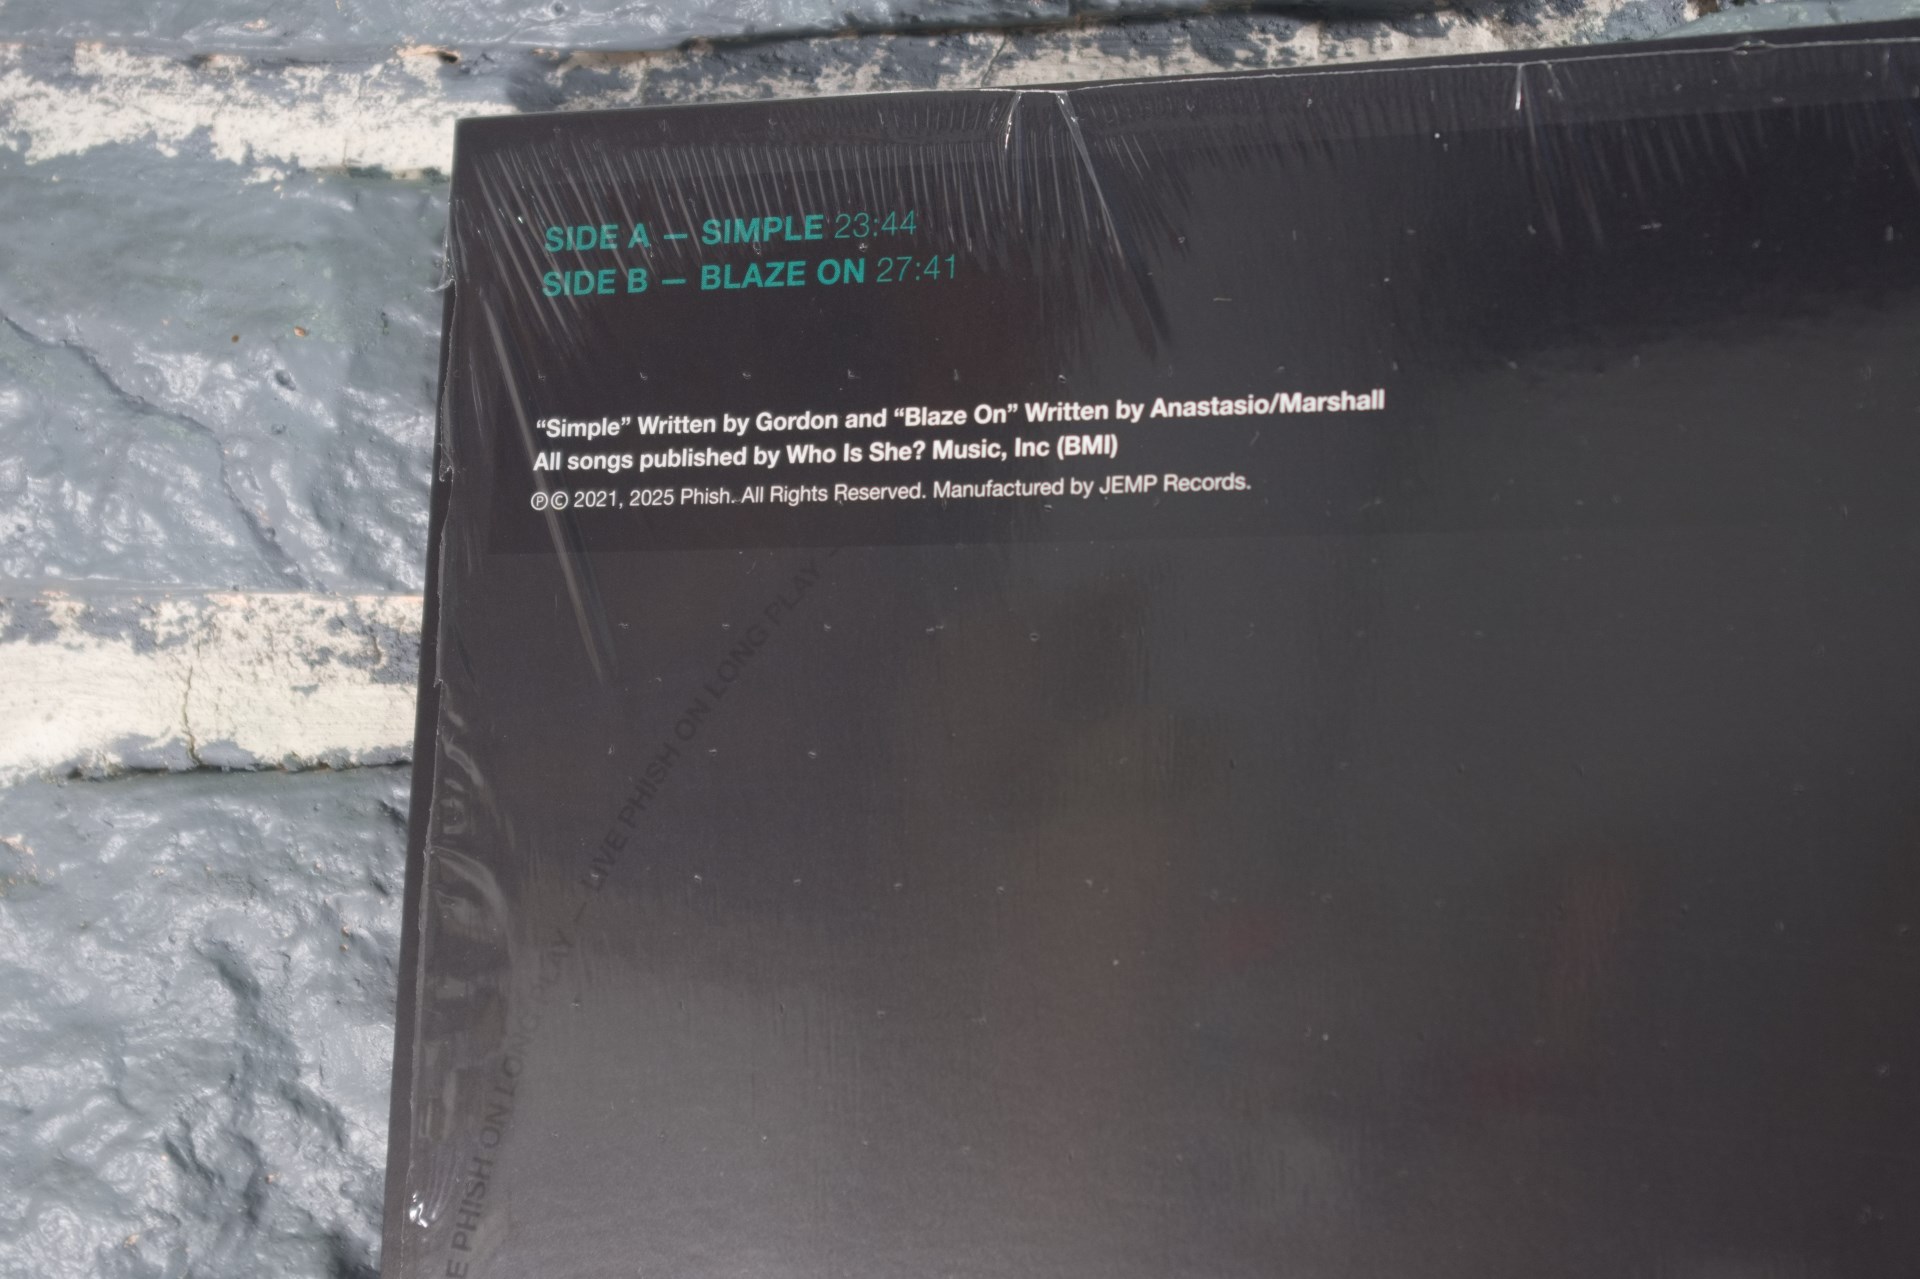 SIDE A — SIMPLE 23:44
SIDE B — BLAZE ON 27:41
“Simple” Written by Gordon and “Blaze On” Written by Anastasio/Marshall
All songs published by Who Is She? Music, Inc (BMI)
℗© 2021, 2025 Phish. All Rights Reserved. Manufactured by JEMP Records.
E PHISH ON LONG PLAY — LIVE PHISH ON LONG PLAY —